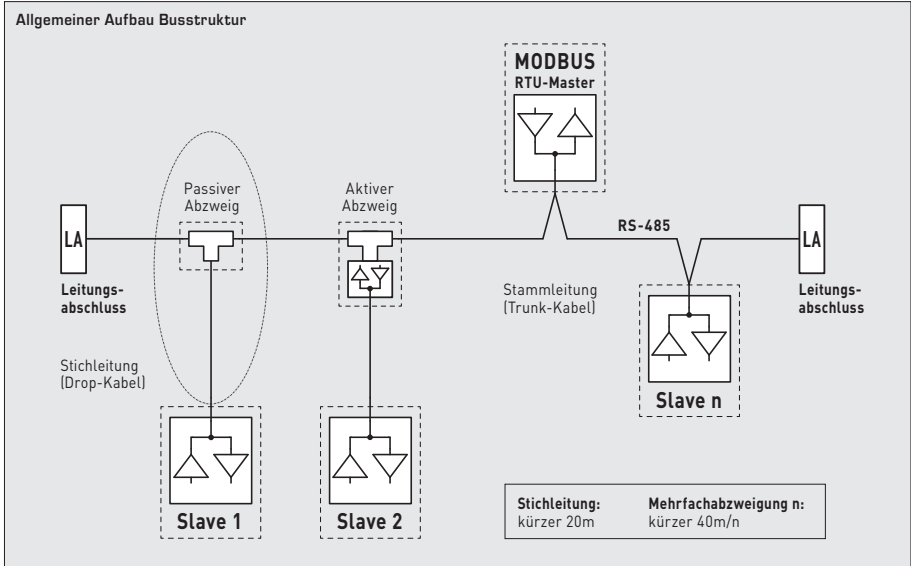 Allgemeiner Aufbau Busstruktur
MODBUS
RTU-Master
Passiver
Abzweig
Aktiver
Abzweig
LA
RS-485
LA
Leitungs-
abschluss
Stammleitung
(Trunk-Kabel)
Leitungs-
abschluss
Stichleitung
(Drop-Kabel)
Slave n
Slave 1
Slave 2
Stichleitung:
kürzer 20m
Mehrfachabzweigung n:
kürzer 40m/n